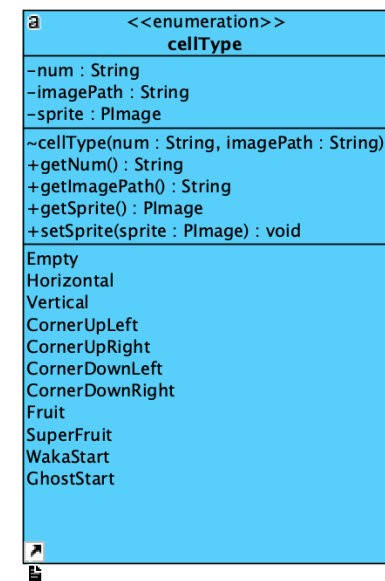 a
<<enumeration>>
cellType
-num : String
-imagePath : String
-sprite : PImage
~cellType(num : String, imagePath : String)
+getNum() : String
+getImagePath() : String
+getSprite() : PImage
+setSprite(sprite : PImage) : void
Empty
Horizontal
Vertical
CornerUpLeft
CornerUpRight
CornerDownLeft
CornerDownRight
Fruit
SuperFruit
WakaStart
GhostStart